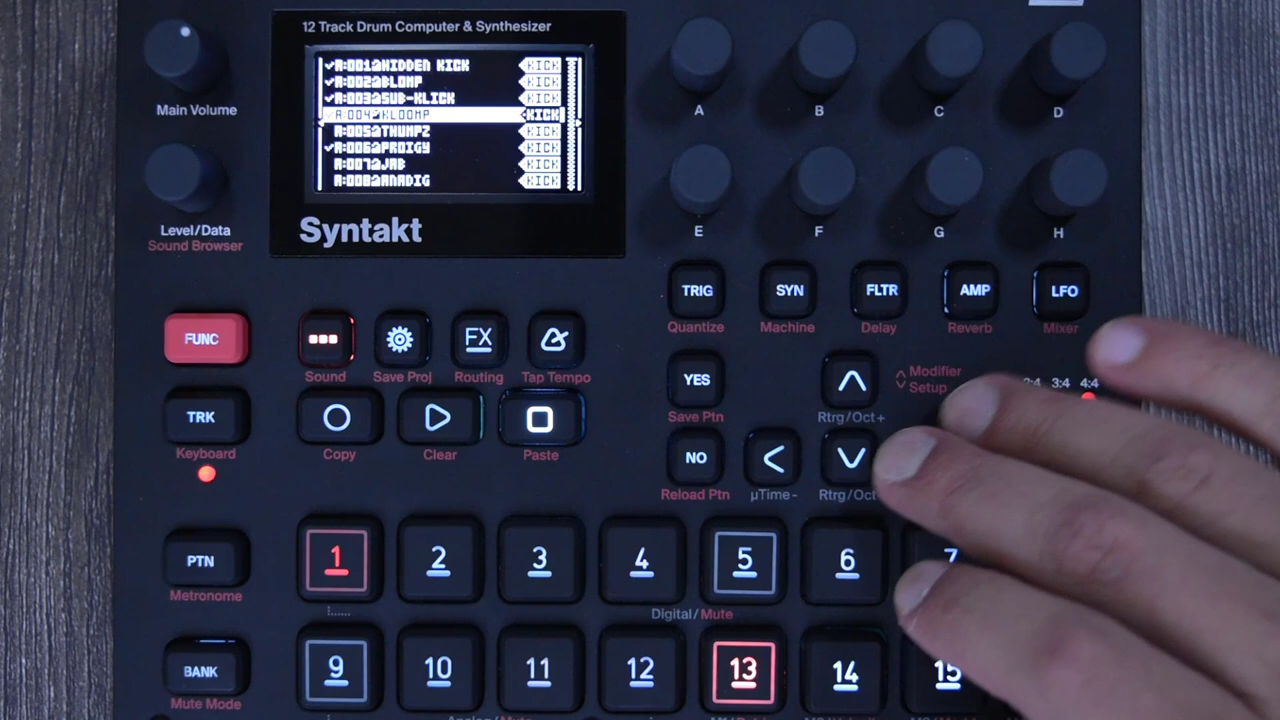 12 Track Drum Computer & Synthesizer
A:001 HIDDEN KICK KICK
A:002 BLOMP KICK
A:003 SUB-KLICK KICK
A:004 KLOOMP KICK
A:005 THUMPZ KICK
A:006 PRODIGY KICK
A:007 JAB KICK
A:008 ANADIG KICK
Syntakt
Main Volume
Level/Data
Sound Browser
A B C D
E F G H
TRIG SYN FLTR AMP LFO
Quantize Machine Delay Reverb Mixer
FUNC FX
Sound Save Proj Routing Tap Tempo
YES
Modifier
Setup
3:4 4:4
Save Ptn Rtrg/Oct+
TRK
Keyboard Copy Clear Paste
NO
Reload Ptn µTime- Rtrg/Oct
PTN 1 2 3 4 5 6 7
Metronome
Digital/Mute
BANK 9 10 11 12 13 14 15
Mute Mode